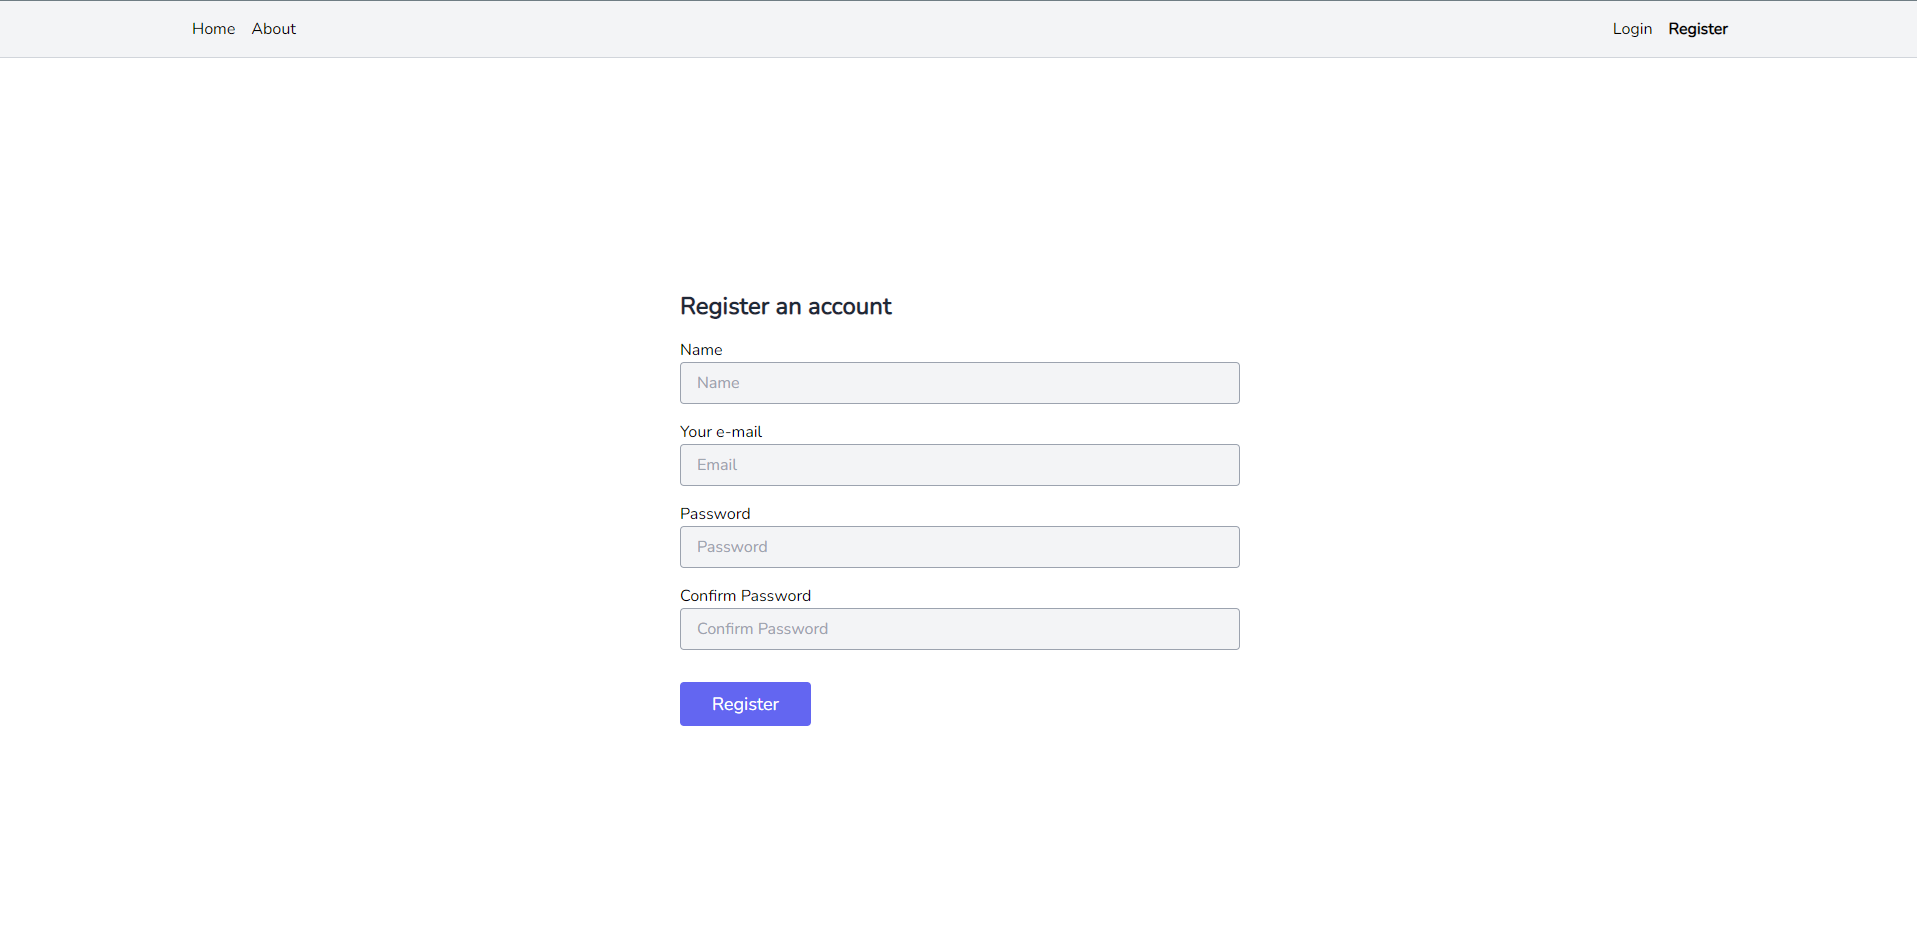 Home About Login Register
Register an account
Name
Name
Your e-mail
Email
Password
Password
Confirm Password
Confirm Password
Register